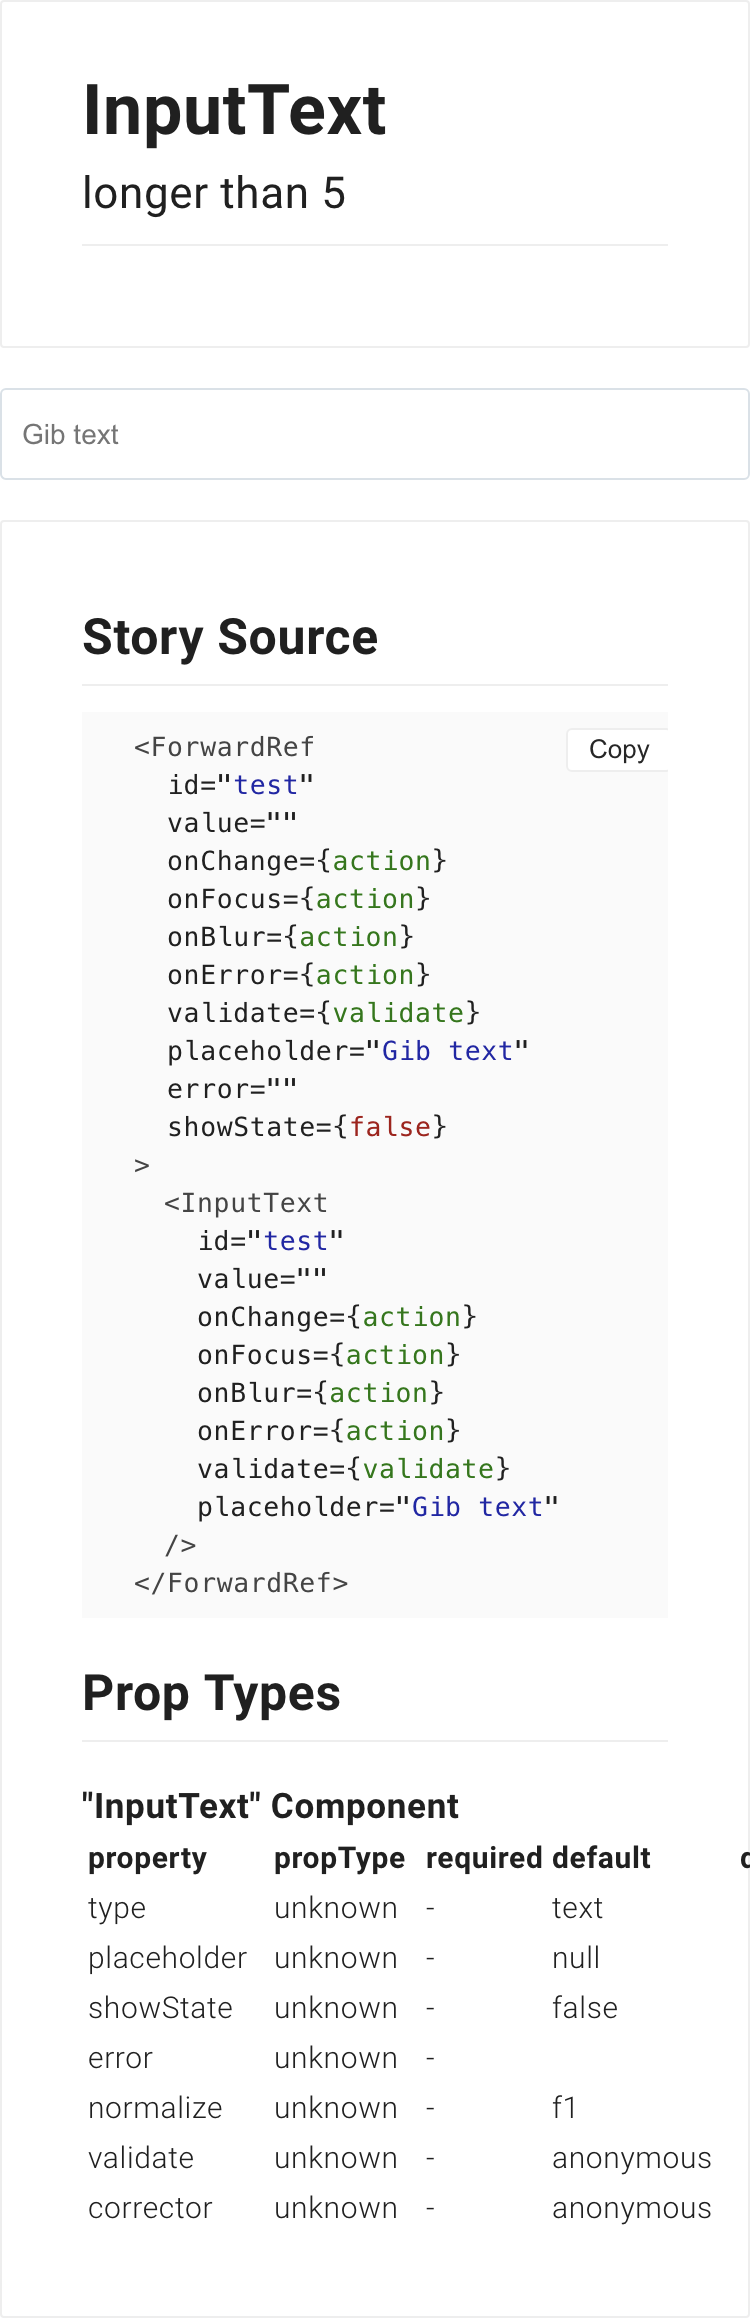 InputText
longer than 5
Gib text
Story Source
Copy
<ForwardRef
id="test"
value=""
onChange={action}
onFocus={action}
onBlur={action}
onError={action}
validate={validate}
placeholder="Gib text"
error=""
showState={false}
>
<InputText
id="test"
value=""
onChange={action}
onFocus={action}
onBlur={action}
onError={action}
validate={validate}
placeholder="Gib text"
/>
</ForwardRef>
Prop Types
"InputText" Component
property propType required default
type unknown - text
placeholder unknown - null
showState unknown - false
error unknown -
normalize unknown - f1
validate unknown - anonymous
corrector unknown - anonymous